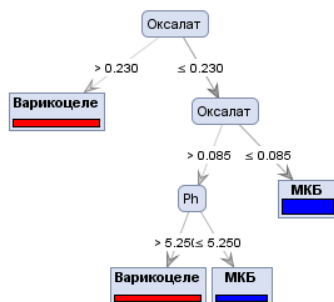 Оксалат
> 0.230 ≤ 0.230
Варикоцеле
Оксалат
> 0.085 ≤ 0.085
Ph
МКБ
> 5.25( ≤ 5.250
Варикоцеле МКБ